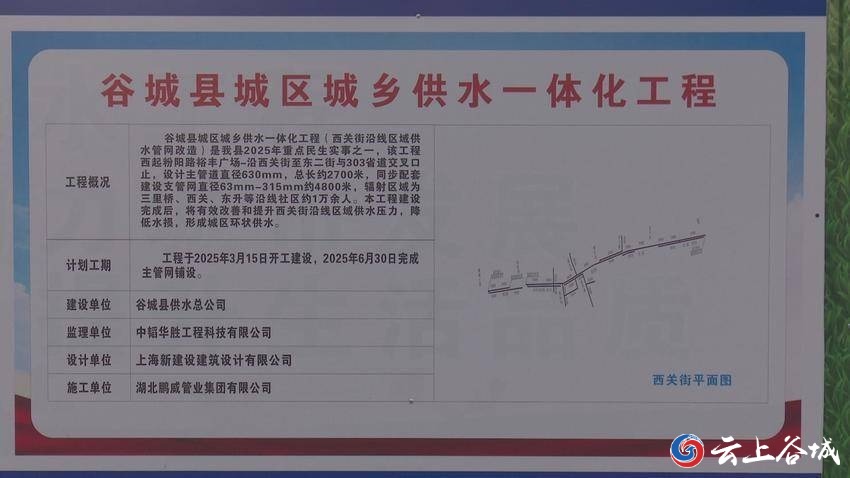 谷城县城区城乡供水一体化工程
工程概况
谷城县城区城乡供水一体化工程（西关街沿线区域供
水管网改造）是我县2025年重点民生实事之一，该工程
西起粉阳路裕丰广场-沿西关街至东二街与303省道交叉口
止，设计主管道直径630mm，总长约2700米，同步配套
建设支管网直径63mm-315mm约4800米，辐射区域为
三里桥、西关、东升等沿线社区约1万余人。本工程建设
完成后，将有效改善和提升西关街沿线区域供水压力，降
低水损，形成城区环状供水。
计划工期
工程于2025年3月15日开工建设，2025年6月30日完成
主管网铺设。
建设单位
谷城县供水总公司
监理单位
中韬华胜工程科技有限公司
设计单位
上海新建设建筑设计有限公司
施工单位
湖北鹏威管业集团有限公司
西关街平面图
云上谷城